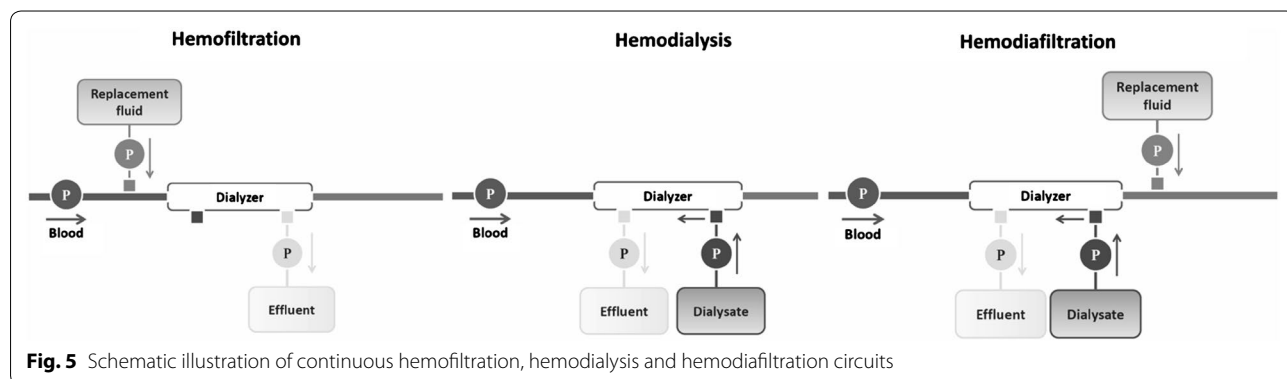 Hemofiltration
Replacement
fluid
P
P
Dialyzer
Blood
P
Effluent
Hemodialysis
P
Dialyzer
Blood
P
P
Effluent
Dialysate
Hemodiafiltration
Replacement
fluid
P
P
Dialyzer
Blood
P
P
Effluent
Dialysate
Fig. 5 Schematic illustration of continuous hemofiltration, hemodialysis and hemodiafiltration circuits